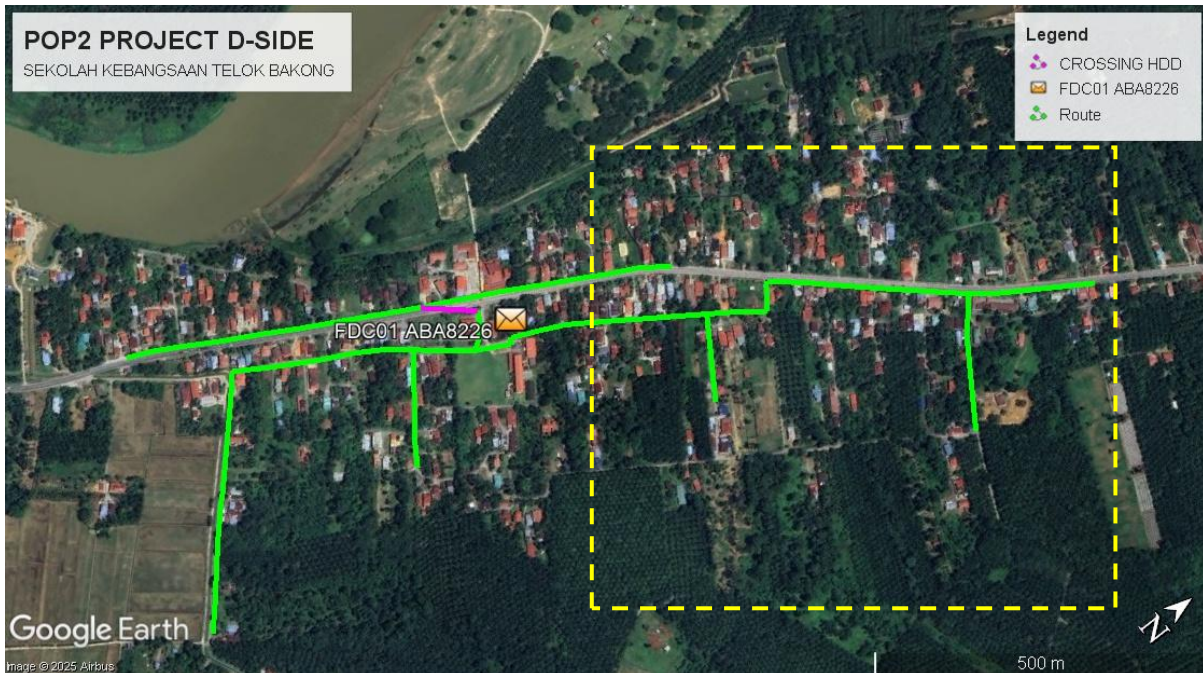 POP2 PROJECT D-SIDE
SEKOLAH KEBANGSAAN TELOK BAKONG
Legend
CROSSING HDD
FDC01 ABA8226
Route
FDC01 ABA8226
Google Earth
Image © 2025 Airbus
N
500 m